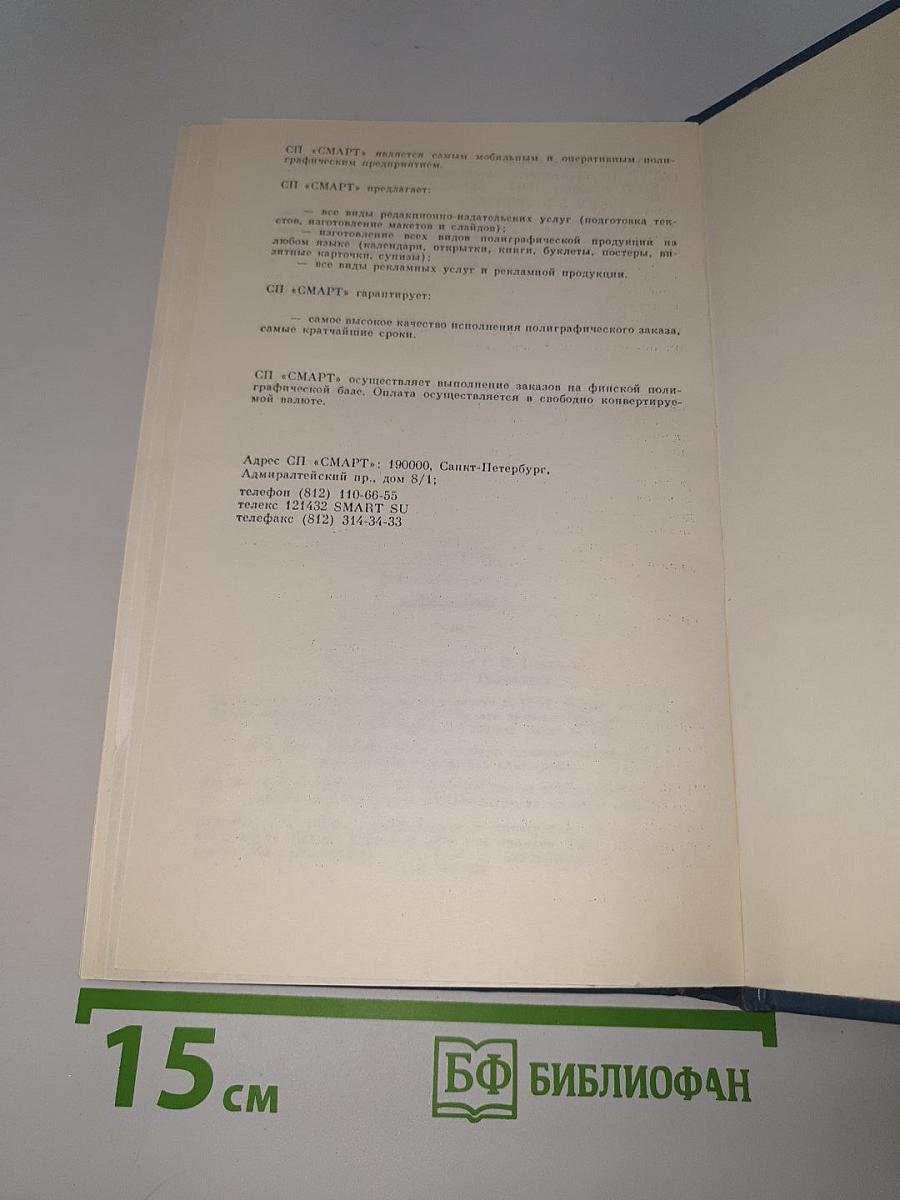 СП «СМАРТ» является самым мобильным и оперативным поли-
графическим предприятием.
СП «СМАРТ» предлагает:
— все виды редакционно-издательских услуг (подготовка тек-
стов, изготовление макетов и слайдов);
— изготовление всех видов полиграфической продукции на
любом языке (календари, открытки, книги, буклеты, постеры, ви-
зитные карточки, супизы);
— все виды рекламных услуг и рекламной продукции.
СП «СМАРТ» гарантирует:
— самое высокое качество исполнения полиграфического заказа,
самые кратчайшие сроки.
СП «СМАРТ» осуществляет выполнение заказов на финской поли-
графической базе. Оплата осуществляется в свободно конвертируе-
мой валюте.
Адрес СП «СМАРТ»: 190000, Санкт-Петербург,
Адмиралтейский пр., дом 8/1;
телефон (812) 110-66-55
телекс 121432 SMART SU
телефакс (812) 314-34-33
15 см
БФ БИБЛИОФАН